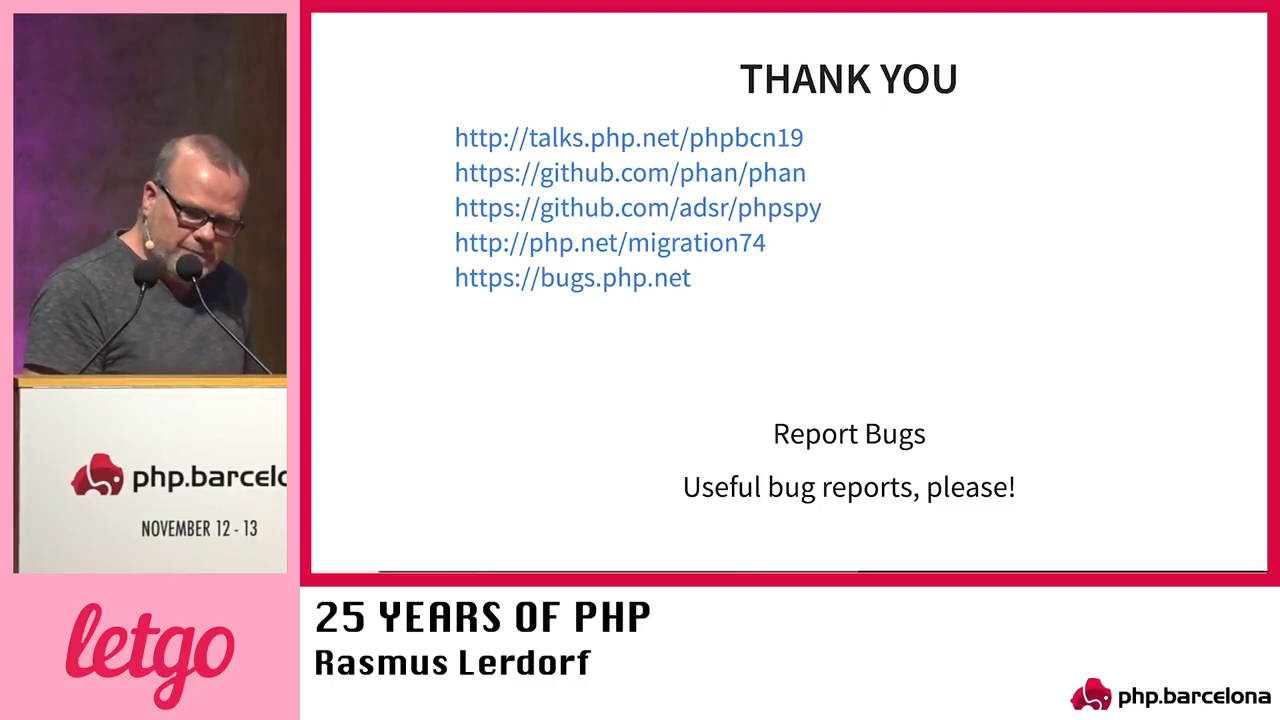 THANK YOU
http://talks.php.net/phpbcn19
https://github.com/phan/phan
https://github.com/adsr/phpspy
http://php.net/migration74
https://bugs.php.net
Report Bugs
Useful bug reports, please!
php.barcelo
NOVEMBER 12 - 13
letgo
25 YEARS OF PHP
Rasmus Lerdorf
php.barcelona